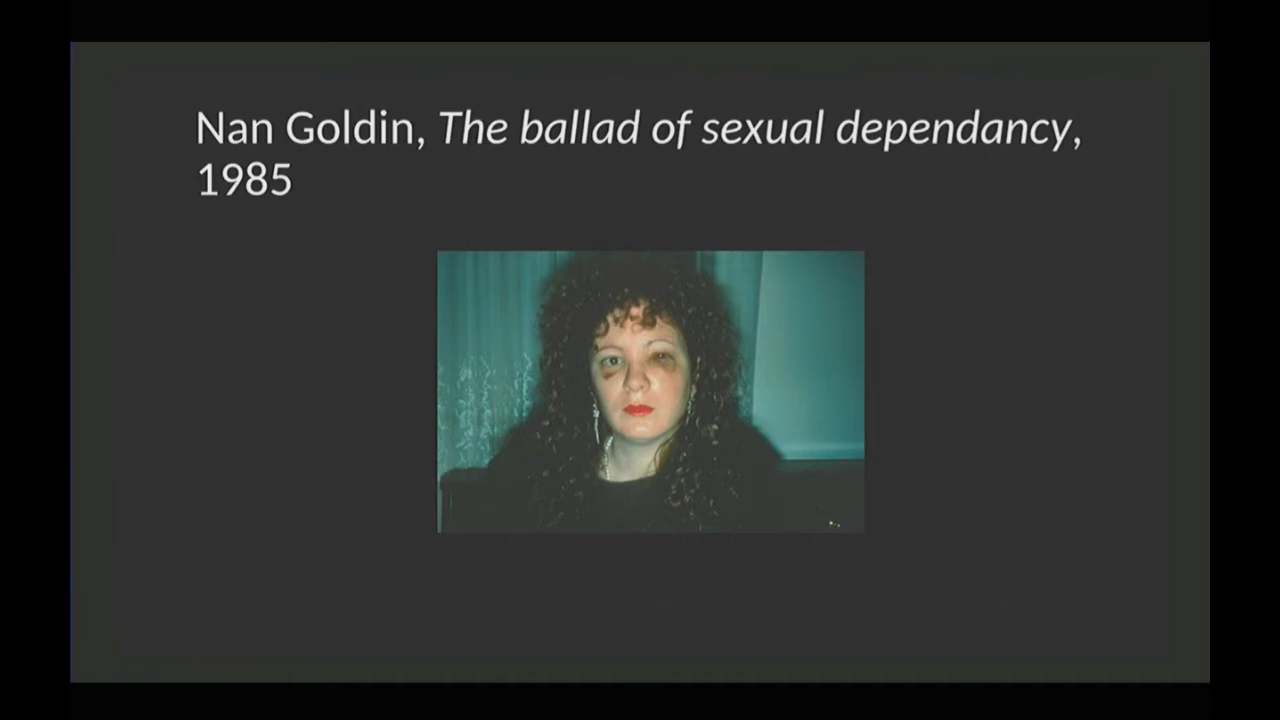 Nan Goldin, The ballad of sexual dependancy,
1985